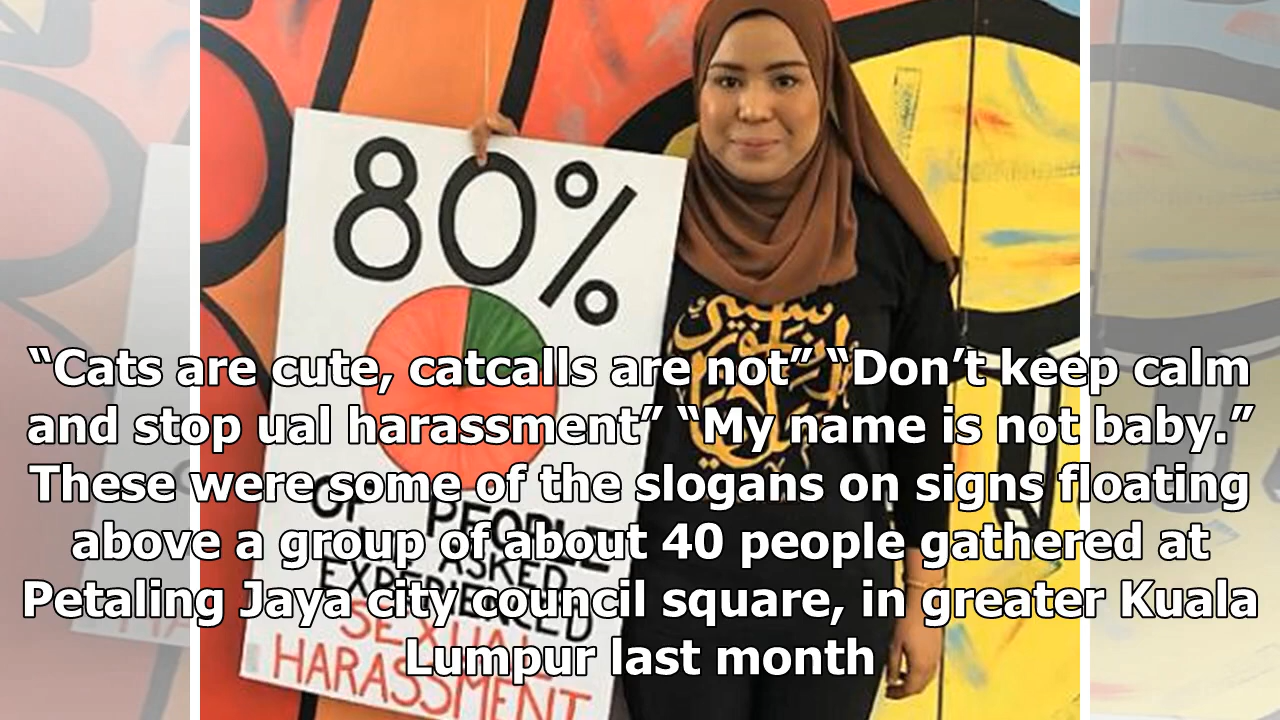 80%
OF PEOPLE
ASKED
EXPERIENCED
SEXUAL
HARASSMENT
“Cats are cute, catcalls are not” “Don’t keep calm
and stop ual harassment” “My name is not baby.”
These were some of the slogans on signs floating
above a group of about 40 people gathered at
Petaling Jaya city council square, in greater Kuala
Lumpur last month